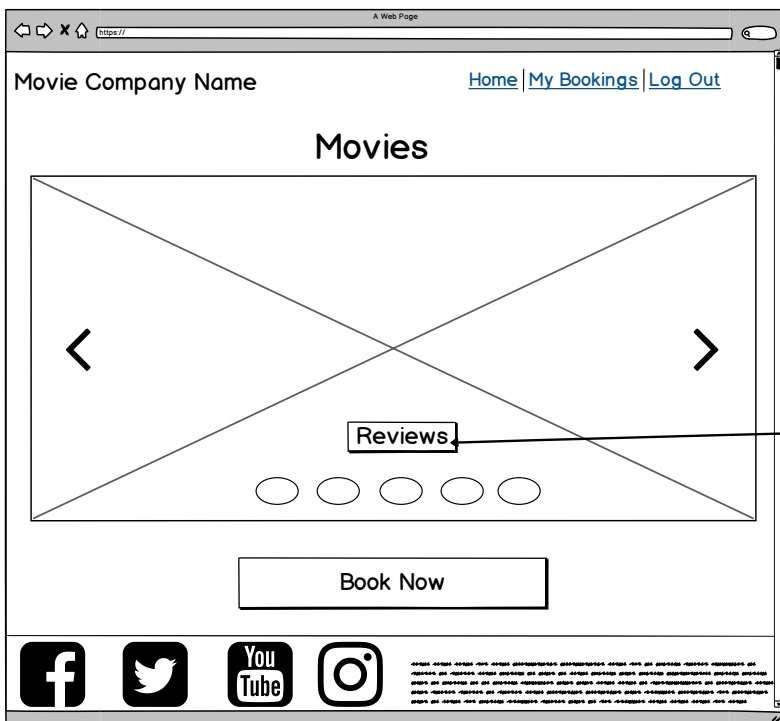 A Web Page
https://
Movie Company Name
Home | My Bookings | Log Out
Movies
Reviews
Book Now
You
Tube